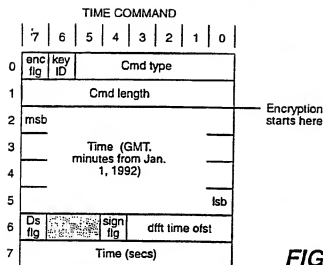 TIME COMMAND
7 6 5 4 3 2 1 0
0 enc flg key ID Cmd type
1 Cmd length
Encryption starts here
2 msb
3 Time (GMT.
minutes from Jan.
4 1, 1992)
5 lsb
6 Ds flg sign flg dfft time ofst
7 Time (secs)
FIG